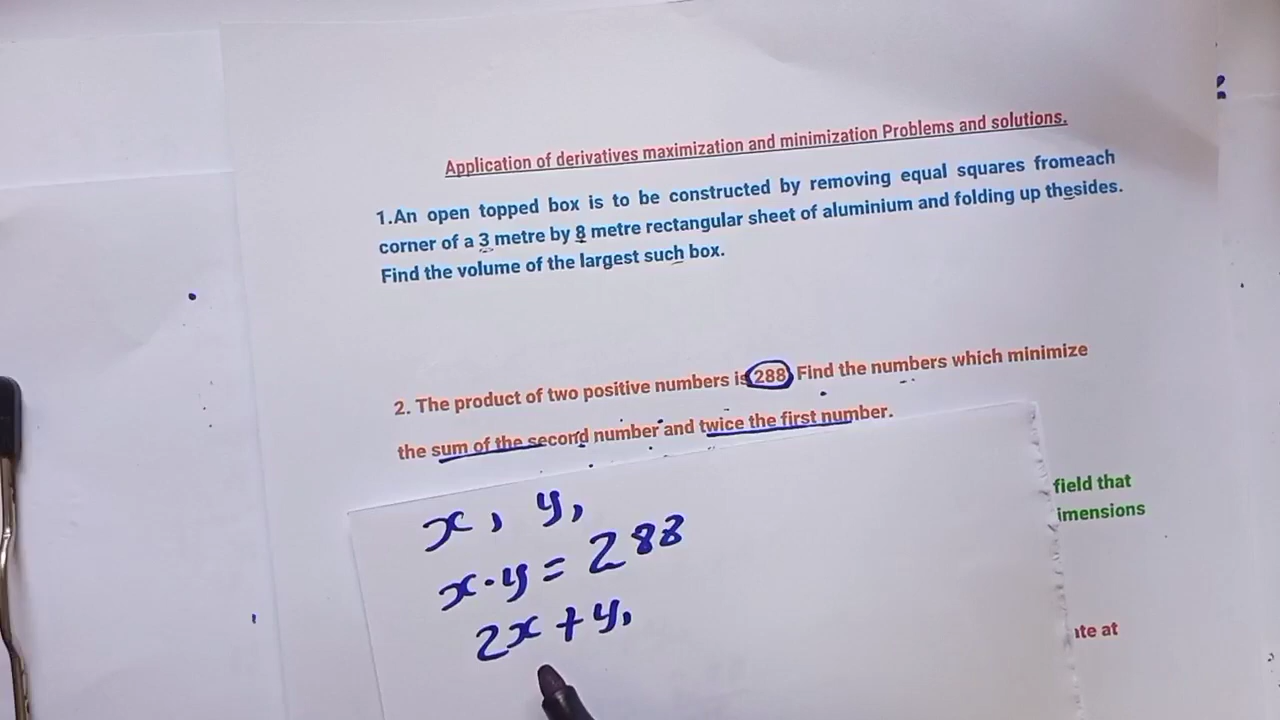 Application of derivatives maximization and minimization Problems and solutions.
1.An open topped box is to be constructed by removing equal squares fromeach
corner of a 3 metre by 8 metre rectangular sheet of aluminium and folding up thesides.
Find the volume of the largest such box.
2. The product of two positive numbers is 288 Find the numbers which minimize
the sum of the second number and twice the first number.
field that
imensions
te at
x, y,
x·y = 288
2x + y,